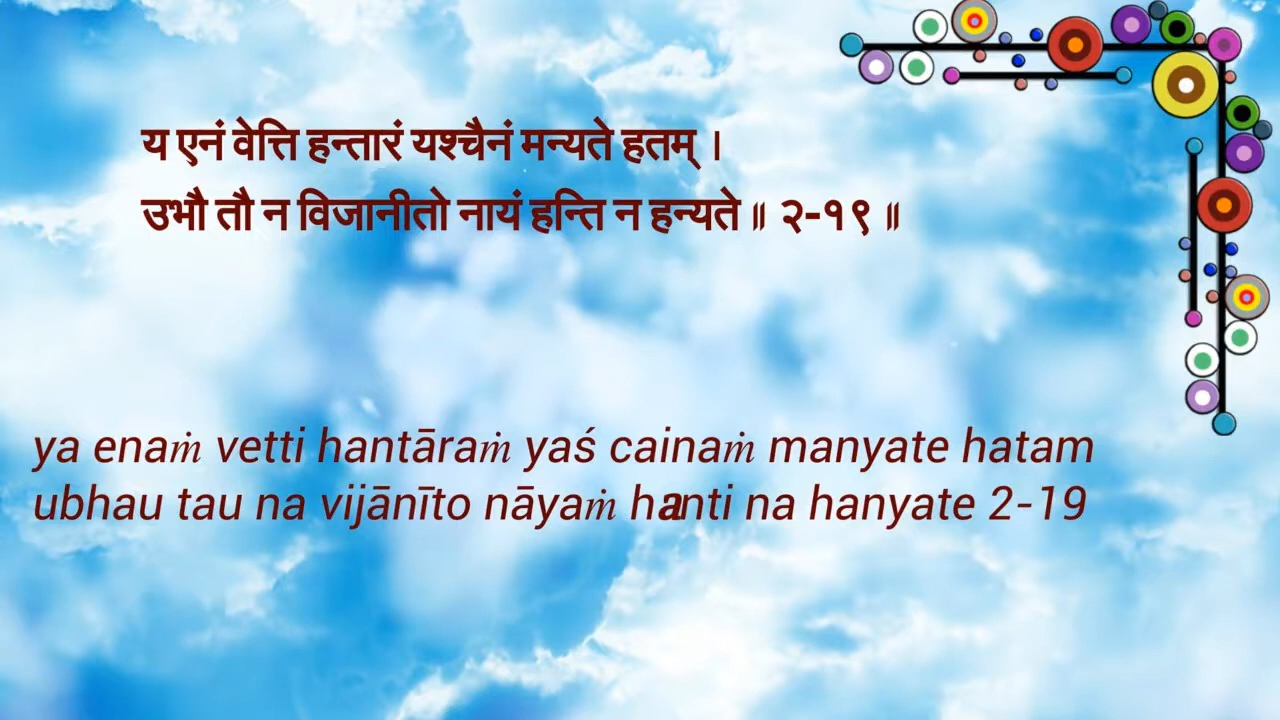 य एनं वेत्ति हन्तारं यश्चैनं मन्यते हतम् ।
उभौ तौ न विजानीतो नायं हन्ति न हन्यते ॥ २-१९ ॥
ya enaṁ vetti hantāraṁ yaś cainaṁ manyate hatam
ubhau tau na vijānīto nāyaṁ hanti na hanyate 2-19